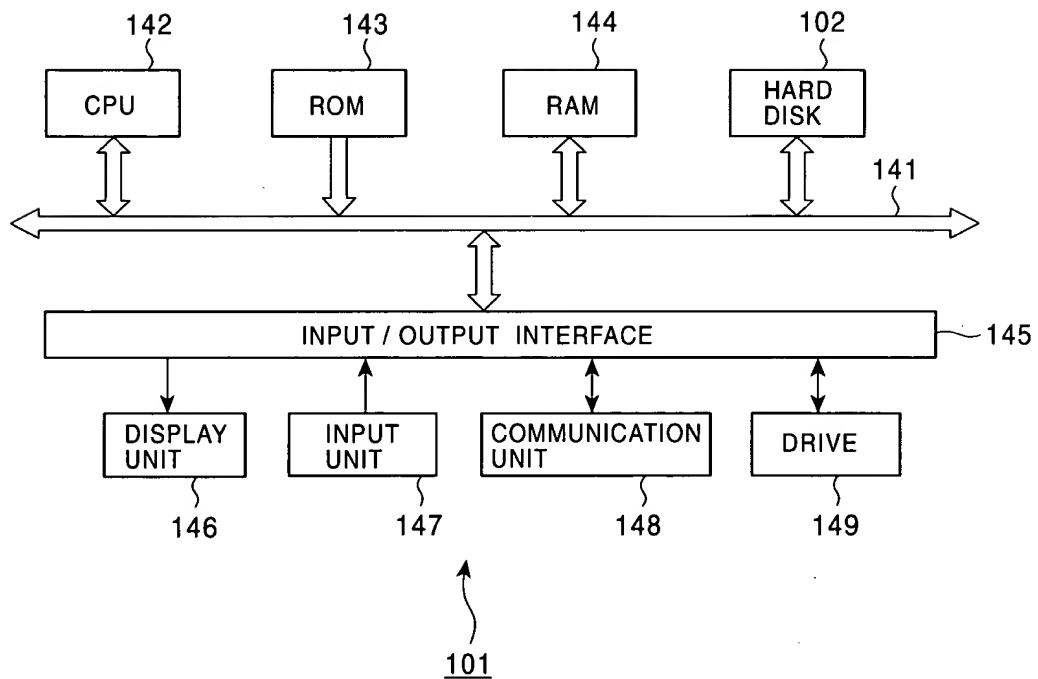 142
143
144
102
CPU
ROM
RAM
HARD
DISK
141
INPUT / OUTPUT INTERFACE
145
DISPLAY
UNIT
INPUT
UNIT
COMMUNICATION
UNIT
DRIVE
146
147
148
149
101